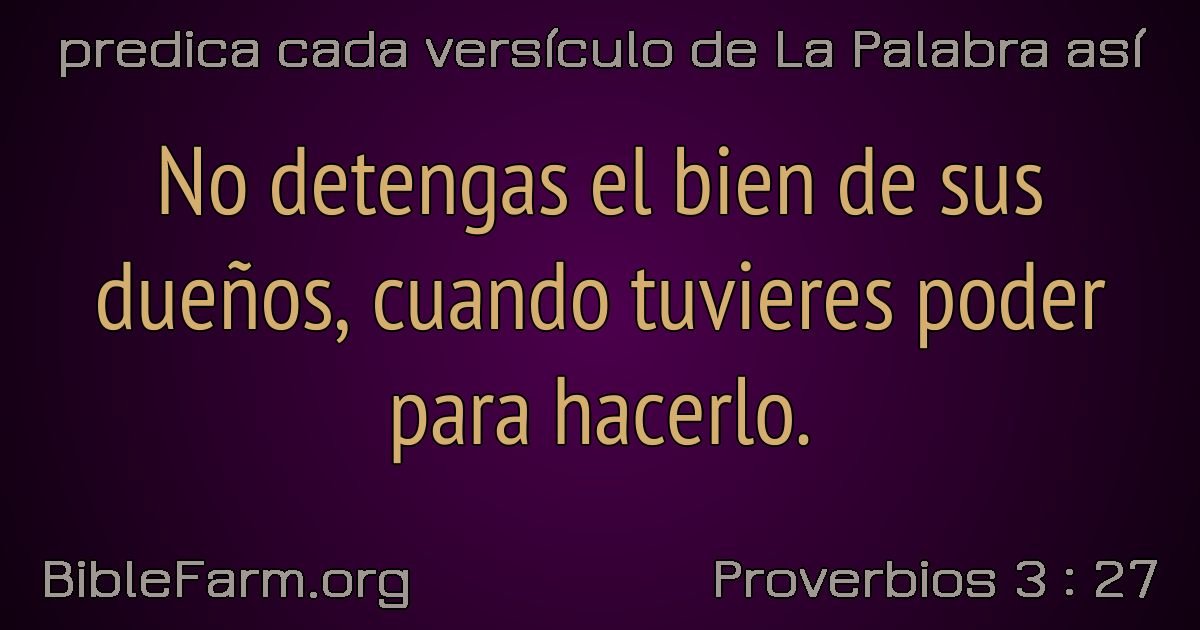 predica cada versículo de La Palabra así
No detengas el bien de sus
dueños, cuando tuvieres poder
para hacerlo.
BibleFarm.org
Proverbios 3 : 27